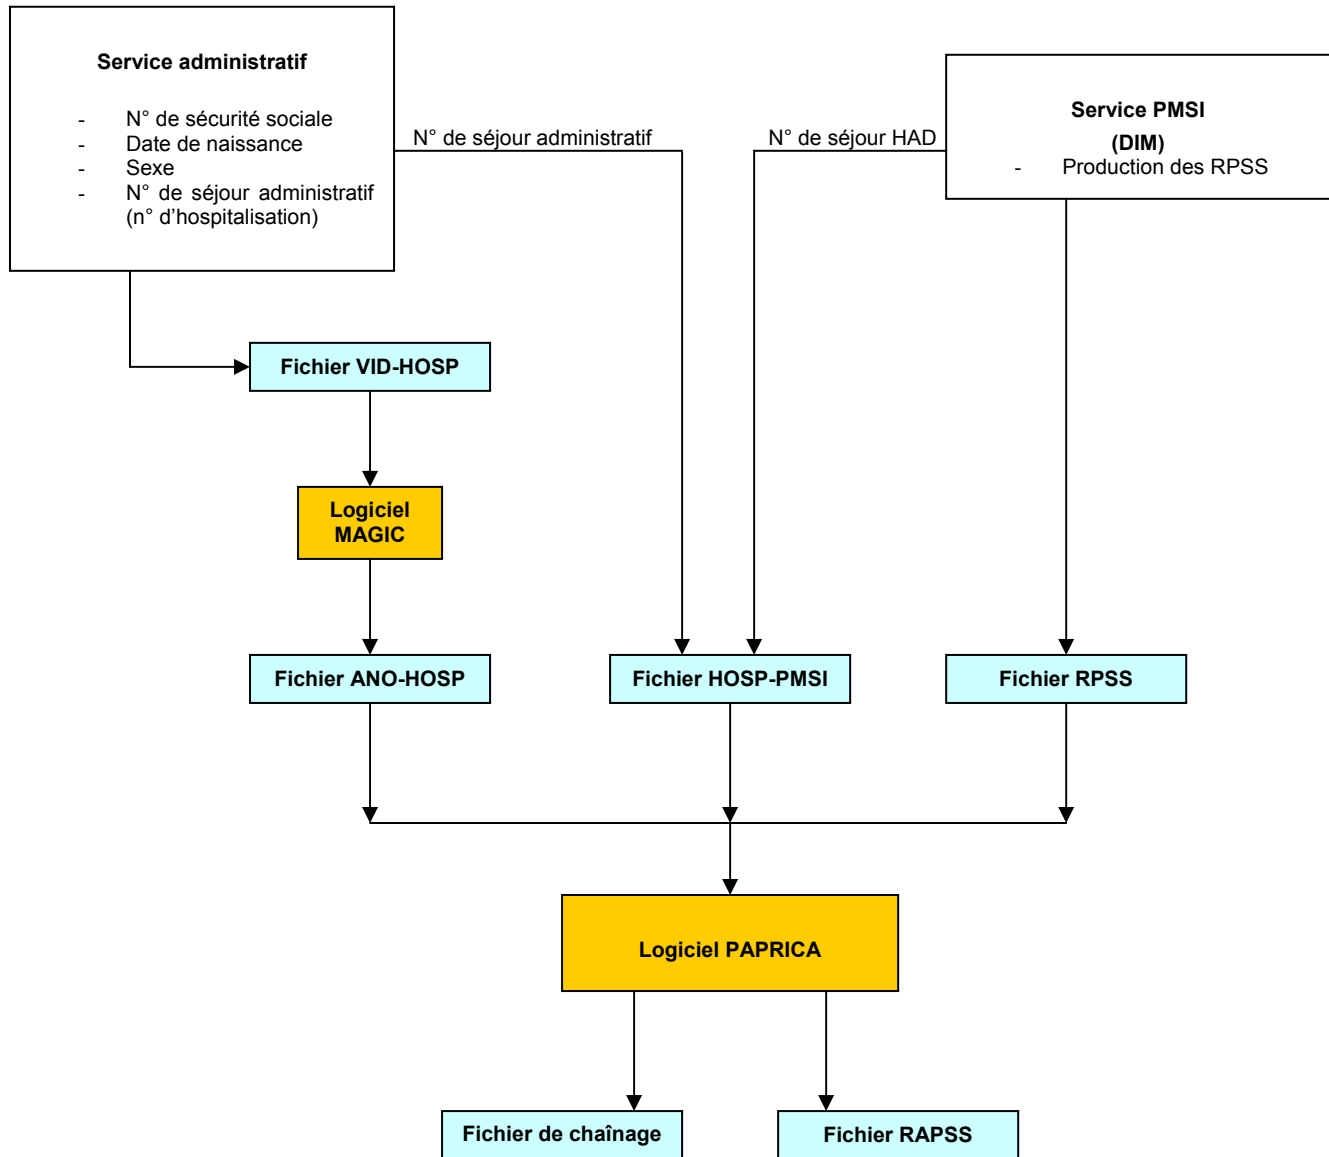 Service administratif
- N° de sécurité sociale
- Date de naissance
- Sexe
- N° de séjour administratif
(n° d'hospitalisation)
N° de séjour administratif
N° de séjour HAD
Service PMSI
(DIM)
- Production des RPSS
Fichier VID-HOSP
Logiciel
MAGIC
Fichier ANO-HOSP
Fichier HOSP-PMSI
Fichier RPSS
Logiciel PAPRICA
Fichier de chaînage
Fichier RAPSS